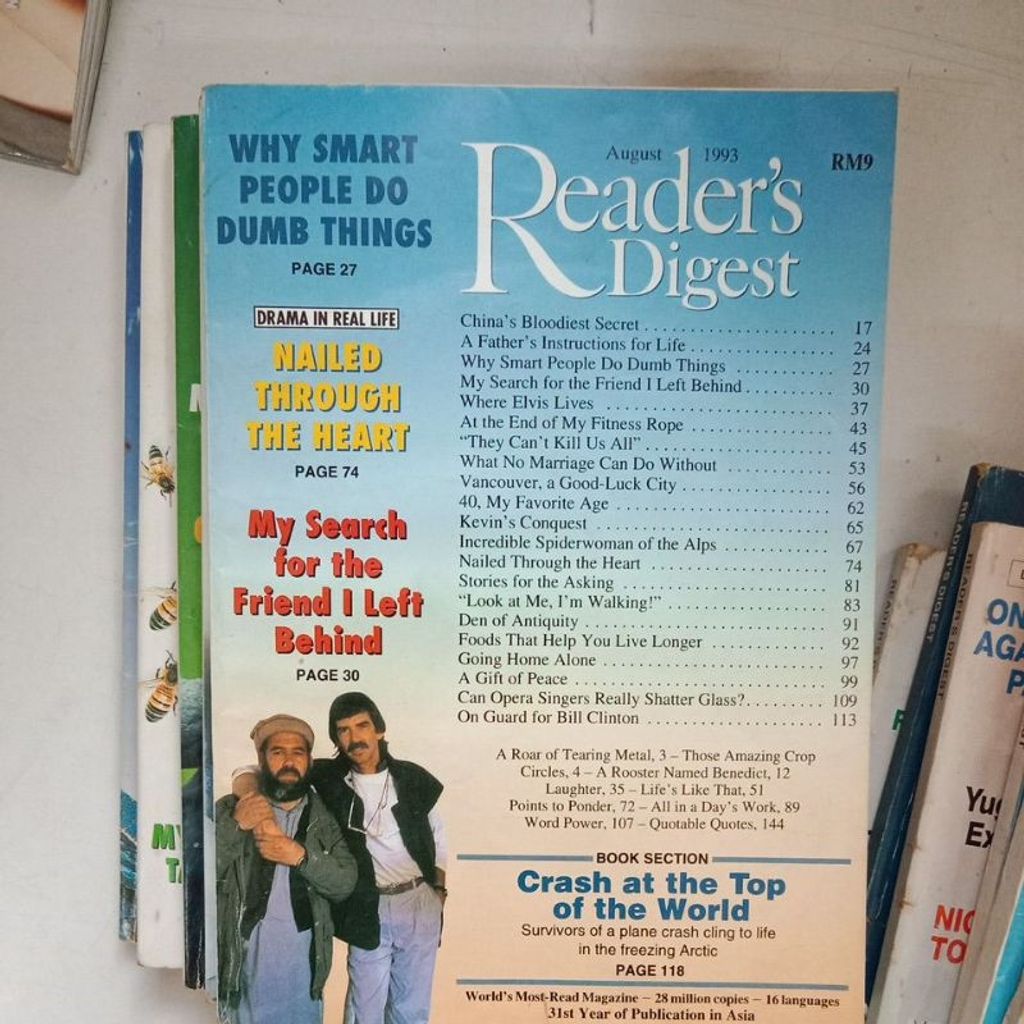 WHY SMART
PEOPLE DO
DUMB THINGS
PAGE 27
DRAMA IN REAL LIFE
NAILED
THROUGH
THE HEART
PAGE 74
My Search
for the
Friend I Left
Behind
PAGE 30
August 1993
RM9
Reader's
Digest
China's Bloodiest Secret 17
A Father's Instructions for Life 24
Why Smart People Do Dumb Things 27
My Search for the Friend I Left Behind 30
Where Elvis Lives 37
At the End of My Fitness Rope 43
"They Can't Kill Us All" 45
What No Marriage Can Do Without 53
Vancouver, a Good-Luck City 56
40, My Favorite Age 62
Kevin's Conquest 65
Incredible Spiderwoman of the Alps 67
Nailed Through the Heart 74
Stories for the Asking 81
"Look at Me, I'm Walking!" 83
Den of Antiquity 91
Foods That Help You Live Longer 92
Going Home Alone 97
A Gift of Peace 99
Can Opera Singers Really Shatter Glass? 109
On Guard for Bill Clinton 113
A Roar of Tearing Metal, 3 – Those Amazing Crop
Circles, 4 – A Rooster Named Benedict, 12
Laughter, 35 – Life's Like That, 51
Points to Ponder, 72 – All in a Day's Work, 89
Word Power, 107 – Quotable Quotes, 144
BOOK SECTION
Crash at the Top
of the World
Survivors of a plane crash cling to life
in the freezing Arctic
PAGE 118
World's Most-Read Magazine – 28 million copies – 16 languages
31st Year of Publication in Asia
READER'S DIGEST
READER'S DIGEST
ON
AGA
P
Yug
Ex
NIC
TO
MY
T